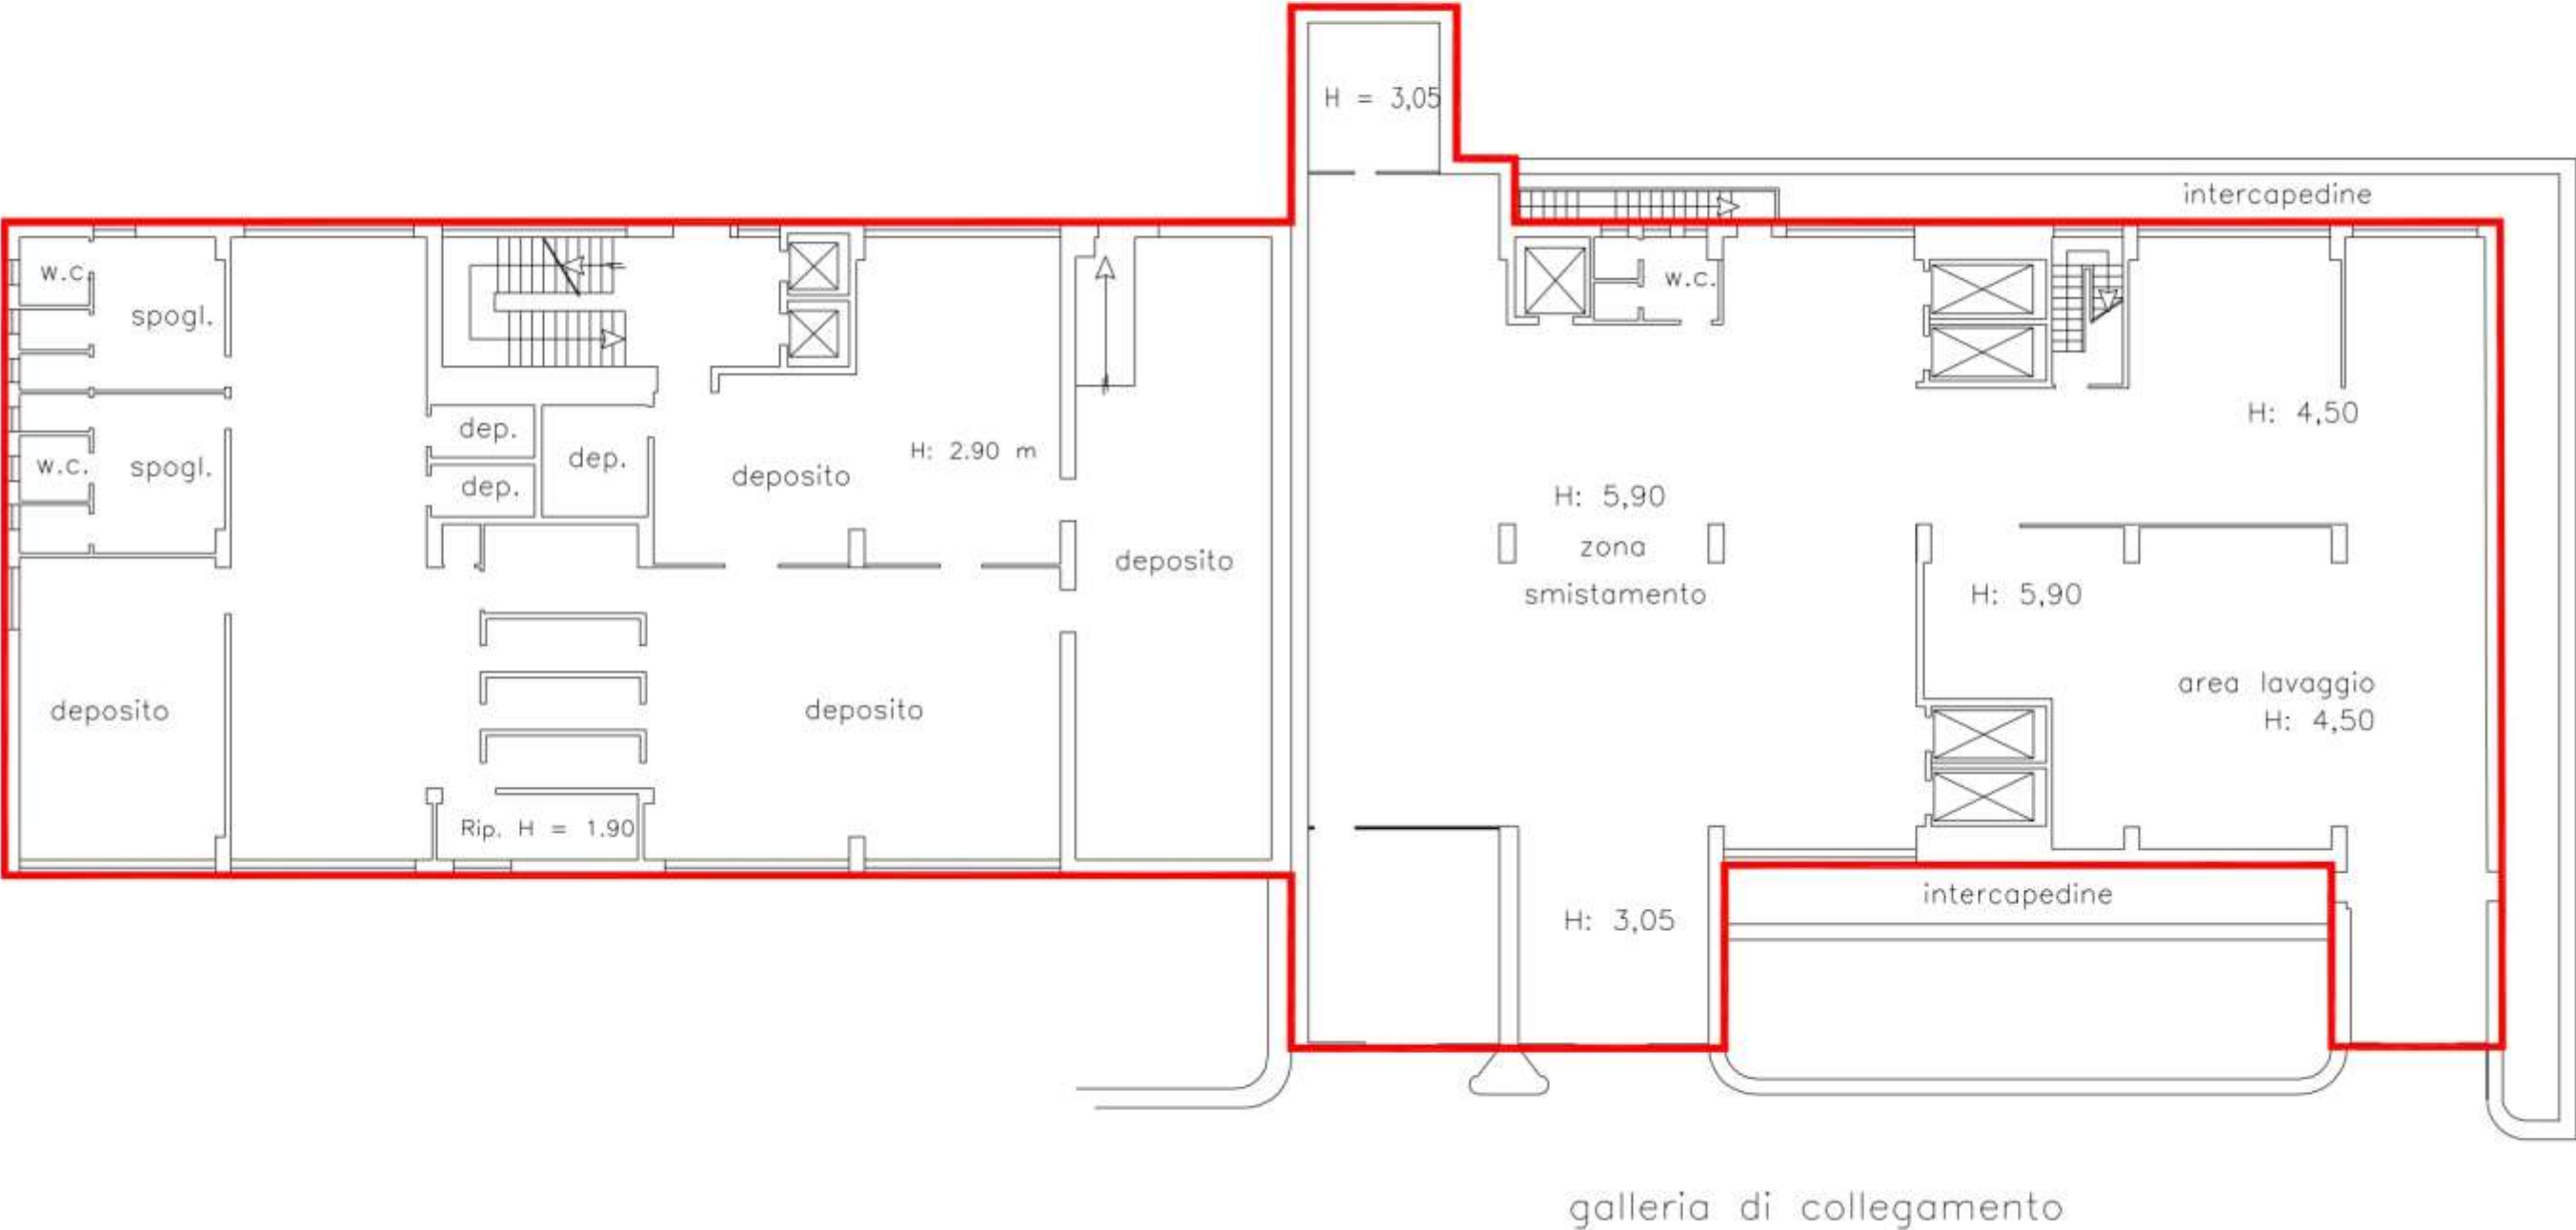 H = 3,05
intercapedine
w.c.
spogl.
w.c.
H: 4,50
dep.
dep.
H: 2.90 m
w.c.
spogl.
deposito
dep.
H: 5,90
zona
deposito
smistamento
H: 5,90
area lavaggio
H: 4,50
deposito
deposito
Rip. H = 1.90
intercapedine
H: 3,05
galleria di collegamento